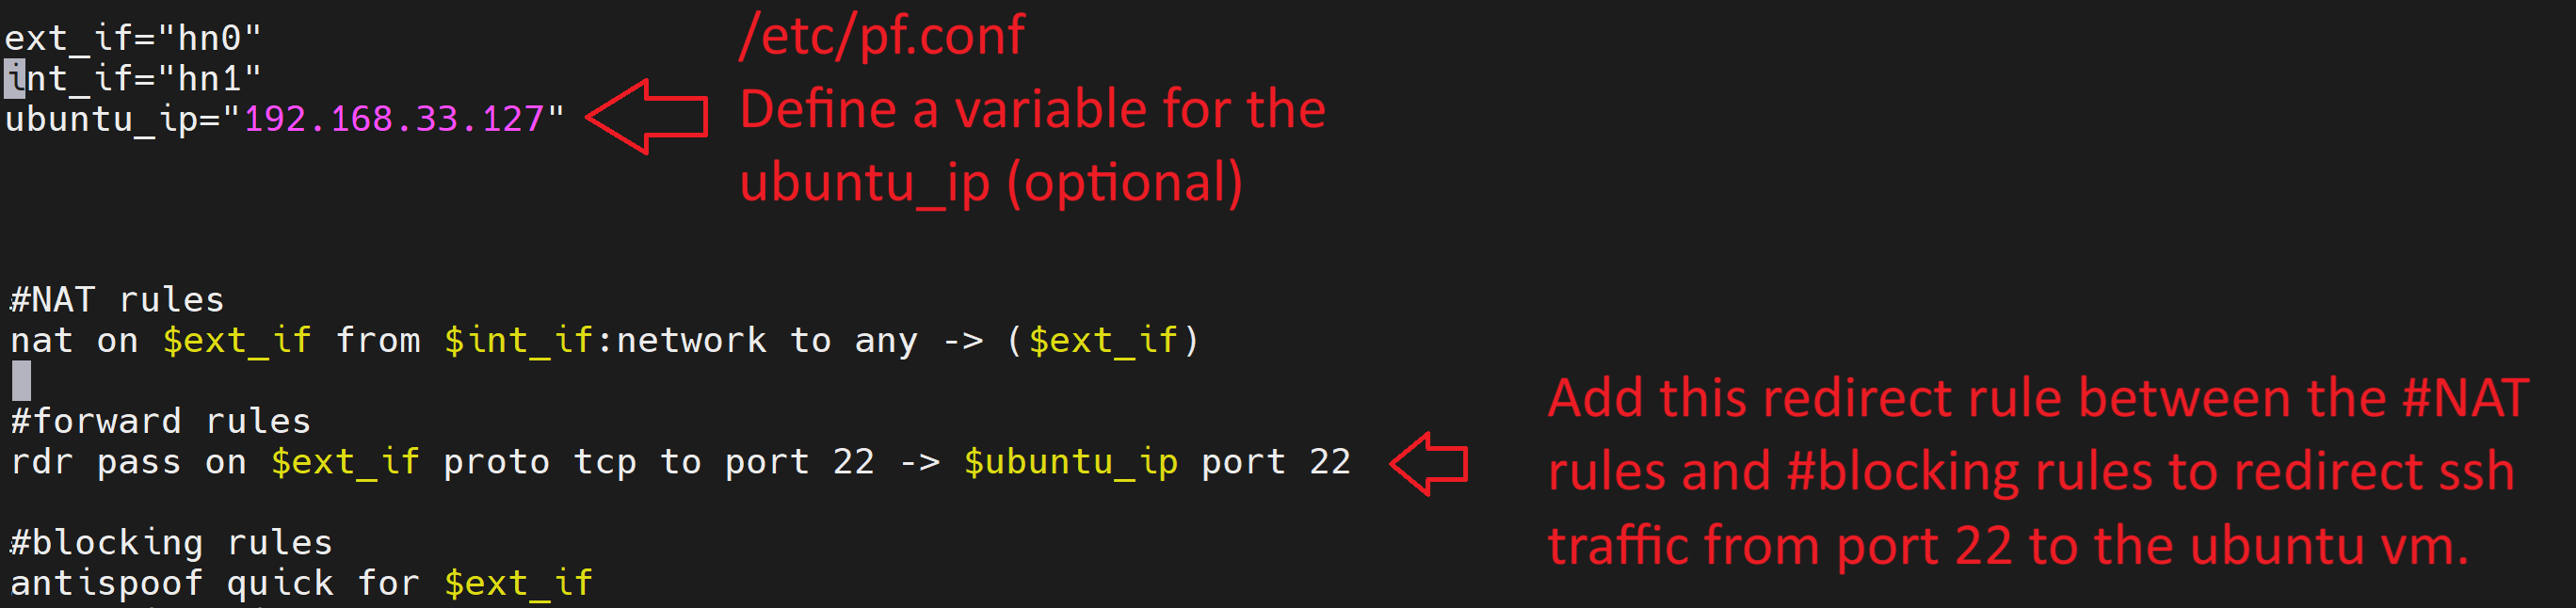 ext_if="hn0"
int_if="hn1"
ubuntu_ip="192.168.33.127"
/etc/pf.conf
Define a variable for the
ubuntu_ip (optional)
#NAT rules
nat on $ext_if from $int_if:network to any -> ($ext_if)
#forward rules
rdr pass on $ext_if proto tcp to port 22 -> $ubuntu_ip port 22
Add this redirect rule between the #NAT
rules and #blocking rules to redirect ssh
traffic from port 22 to the ubuntu vm.
#blocking rules
antispoof quick for $ext_if